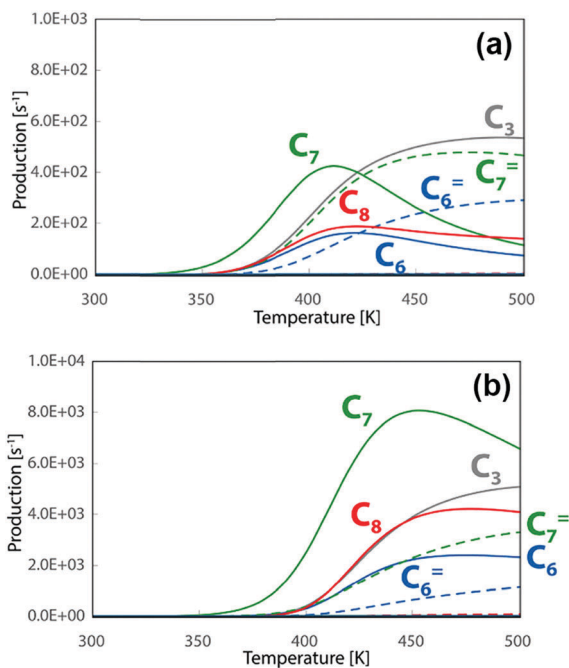 (a)
1.0E+03
8.0E+02
6.0E+02
4.0E+02
2.0E+02
0.0E+00
Production [s⁻¹]
C₇
C₃
C₇⁼
C₆⁼
C₈
C₆
300 350 400 450 500
Temperature [K]
(b)
1.0E+04
8.0E+03
6.0E+03
4.0E+03
2.0E+03
0.0E+00
Production [s⁻¹]
C₇
C₃
C₈
C₇⁼
C₆⁼
C₆
300 350 400 450 500
Temperature [K]